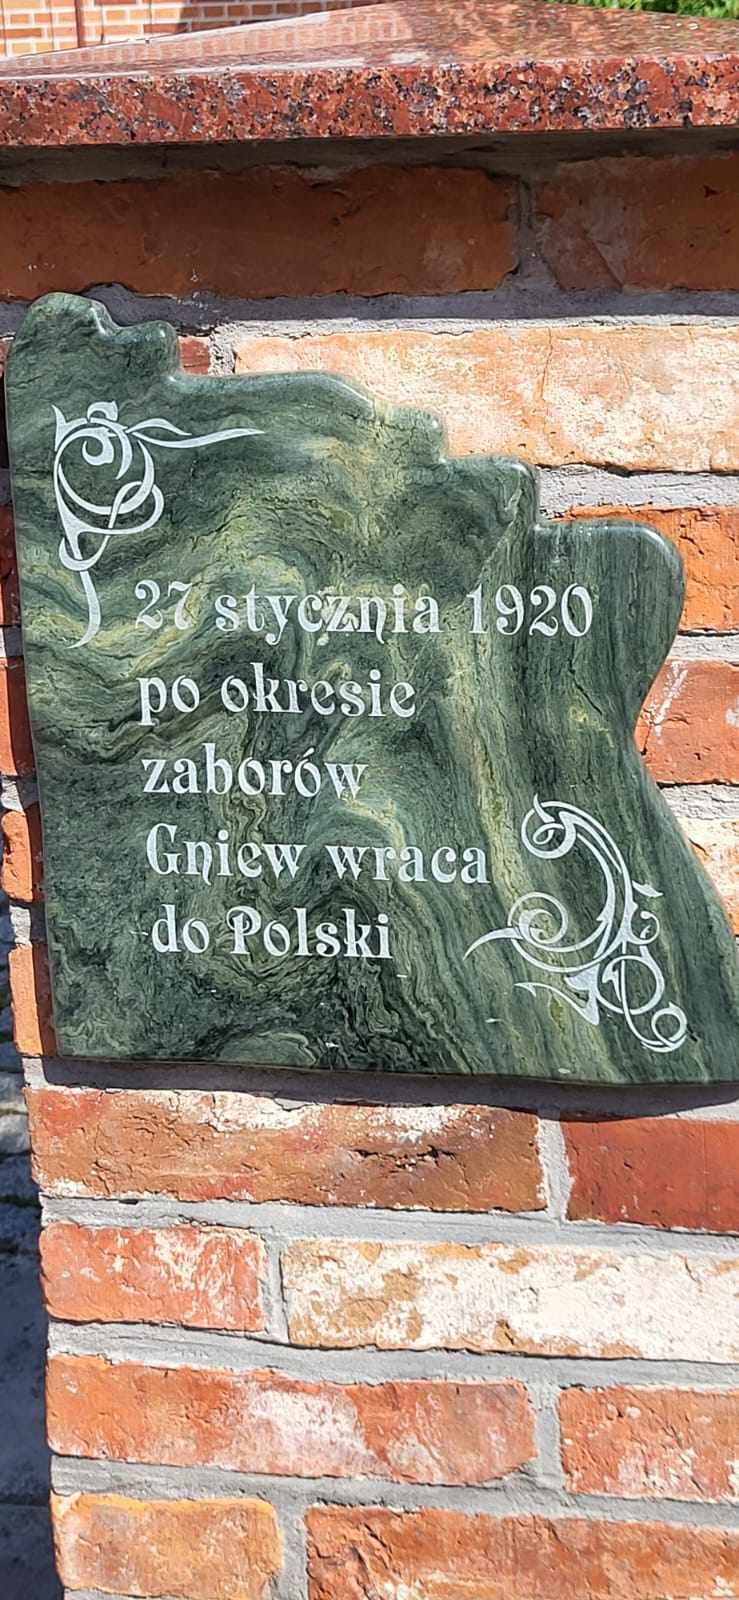 27 stycznia 1920
po okresie
zaborów
Gniew wraca
do Polski